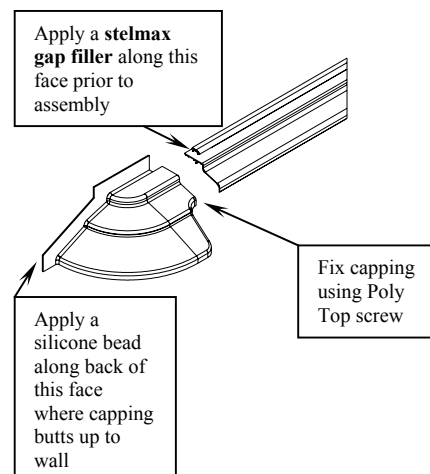 Apply a stelmax
gap filler along this
face prior to
assembly
Fix capping
using Poly
Top screw
Apply a
silicone bead
along back of
this face
where capping
butts up to
wall